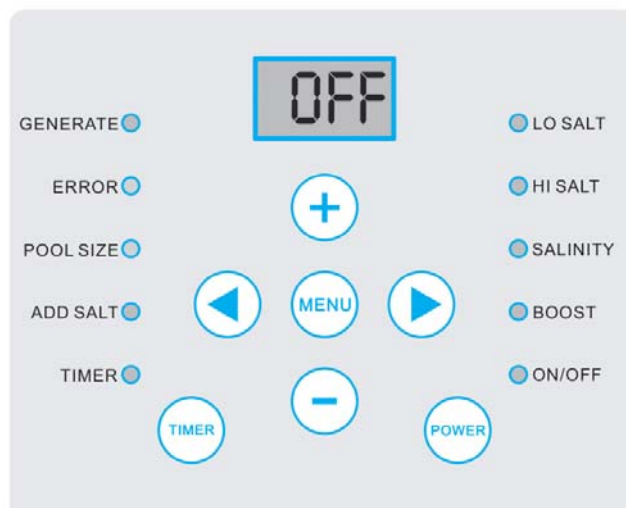 OFF
GENERATE
LO SALT
ERROR
HI SALT
+
POOL SIZE
SALINITY
ADD SALT
MENU
BOOST
TIMER
ON/OFF
-
TIMER
POWER